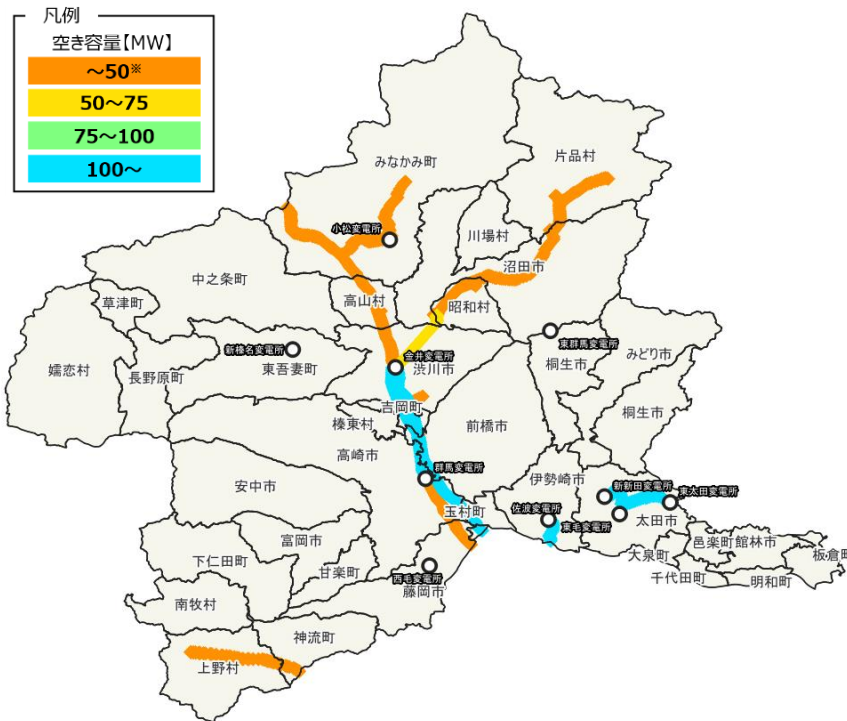 凡例
空き容量【MW】
～50※
50～75
75～100
100～
みなかみ町
片品村
小松変電所
川場村
沼田市
中之条町
高山村
昭和村
草津町
新榛名変電所
東群馬変電所
金井変電所
嬬恋村
長野原町
東吾妻町
渋川市
桐生市
みどり市
吉岡町
榛東村
前橋市
桐生市
高崎市
群馬変電所
伊勢崎市
安中市
新新田変電所
東太田変電所
玉村町
佐波変電所
東毛変電所
太田市
富岡市
邑楽町
館林市
板倉町
下仁田町
甘楽町
西毛変電所
大泉町
千代田町
明和町
藤岡市
南牧村
神流町
上野村